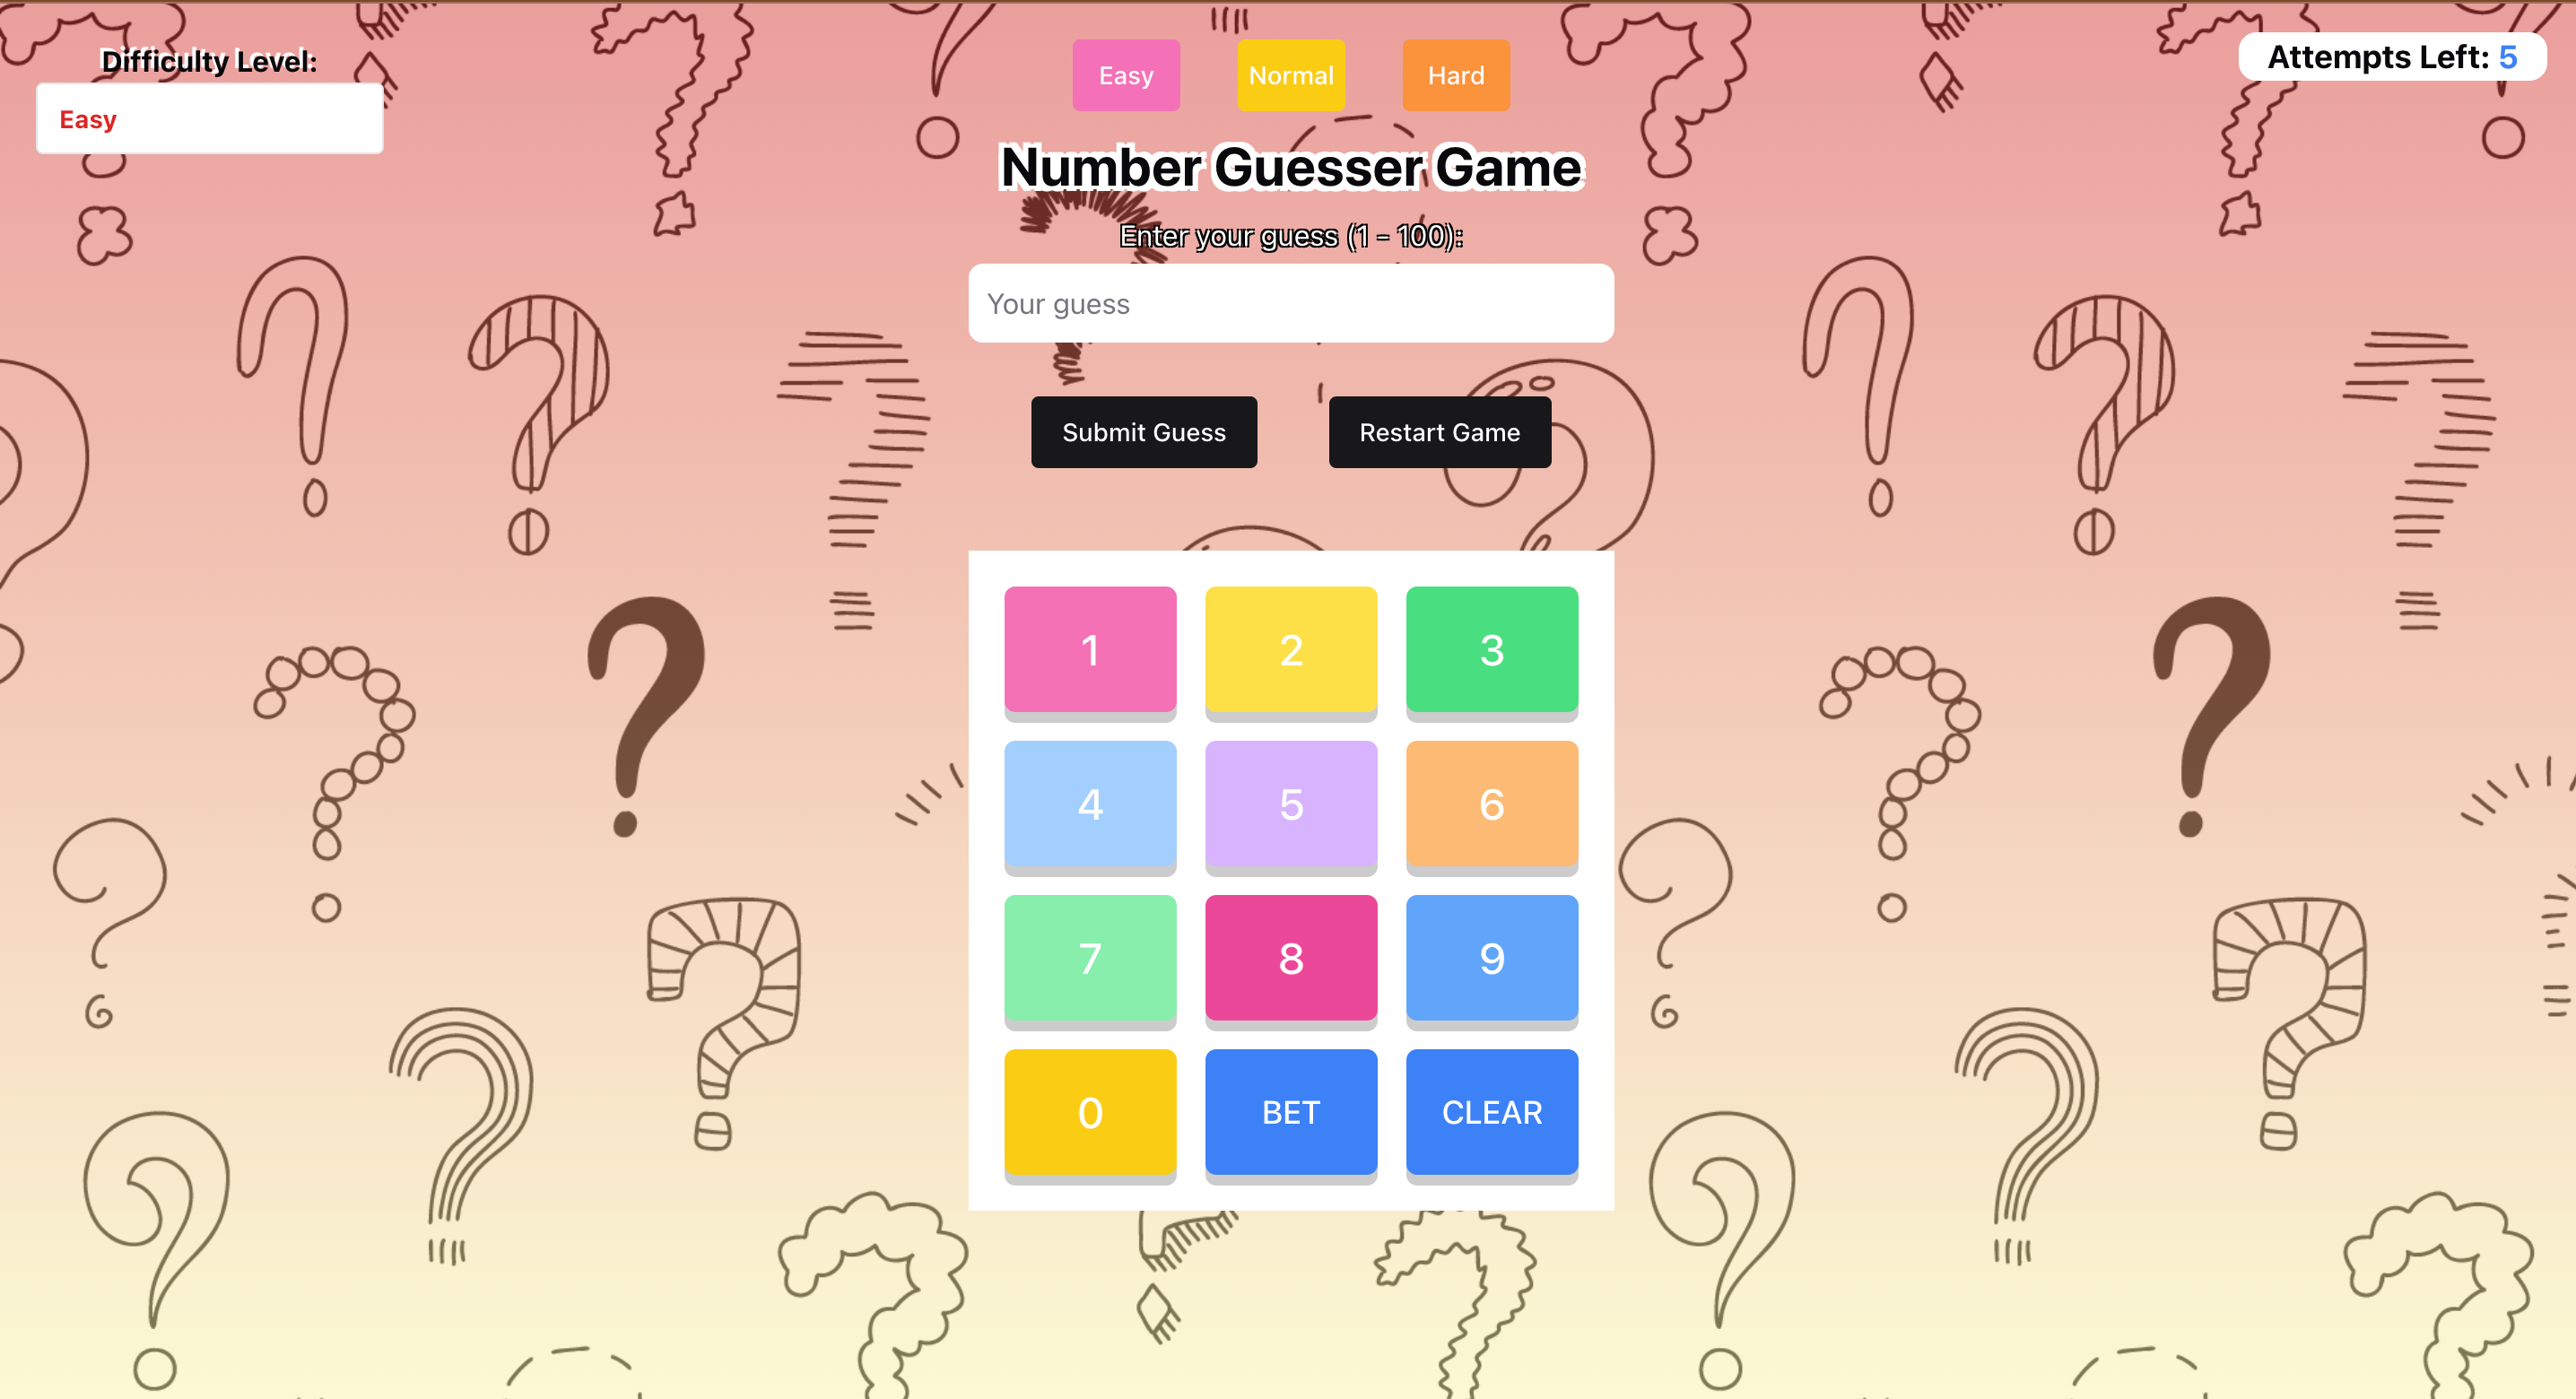 Difficulty Level:
Easy
Easy
Normal
Hard
Attempts Left: 5
Number Guesser Game
Enter your guess (1 - 100):
Your guess
Submit Guess
Restart Game
1
2
3
4
5
6
7
8
9
0
BET
CLEAR